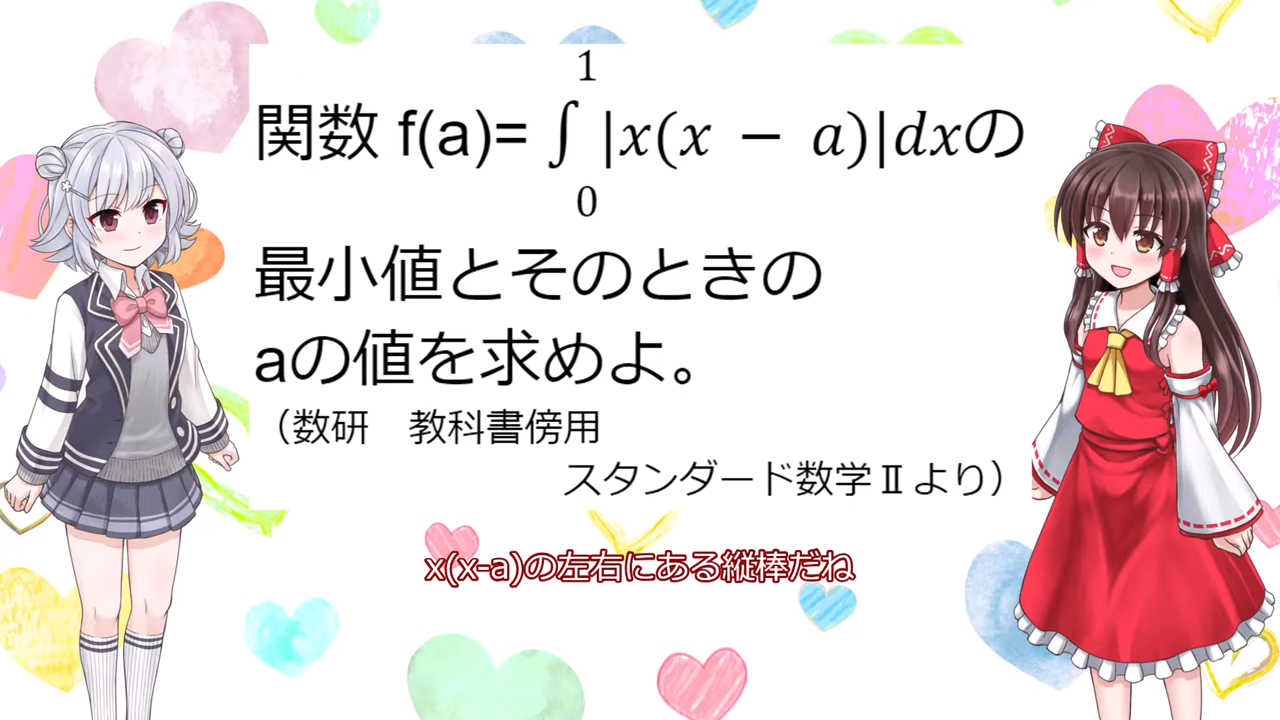 関数 f(a)= ∫₀¹ |x(x − a)|dxの
最小値とそのときの
aの値を求めよ。
（数研　教科書傍用
スタンダード数学Ⅱより）
x(x-a)の左右にある縦棒だね